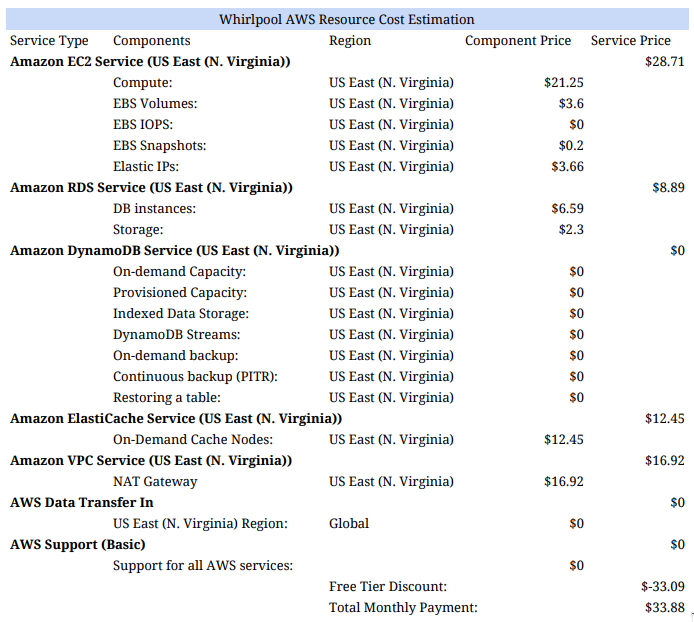 Whirlpool AWS Resource Cost Estimation
Service Type Components Region Component Price Service Price
Amazon EC2 Service (US East (N. Virginia)) $28.71
Compute: US East (N. Virginia) $21.25
EBS Volumes: US East (N. Virginia) $3.6
EBS IOPS: US East (N. Virginia) $0
EBS Snapshots: US East (N. Virginia) $0.2
Elastic IPs: US East (N. Virginia) $3.66
Amazon RDS Service (US East (N. Virginia)) $8.89
DB instances: US East (N. Virginia) $6.59
Storage: US East (N. Virginia) $2.3
Amazon DynamoDB Service (US East (N. Virginia)) $0
On-demand Capacity: US East (N. Virginia) $0
Provisioned Capacity: US East (N. Virginia) $0
Indexed Data Storage: US East (N. Virginia) $0
DynamoDB Streams: US East (N. Virginia) $0
On-demand backup: US East (N. Virginia) $0
Continuous backup (PITR): US East (N. Virginia) $0
Restoring a table: US East (N. Virginia) $0
Amazon ElastiCache Service (US East (N. Virginia)) $12.45
On-Demand Cache Nodes: US East (N. Virginia) $12.45
Amazon VPC Service (US East (N. Virginia)) $16.92
NAT Gateway US East (N. Virginia) $16.92
AWS Data Transfer In $0
US East (N. Virginia) Region: Global $0
AWS Support (Basic) $0
Support for all AWS services: $0
Free Tier Discount: $-33.09
Total Monthly Payment: $33.88